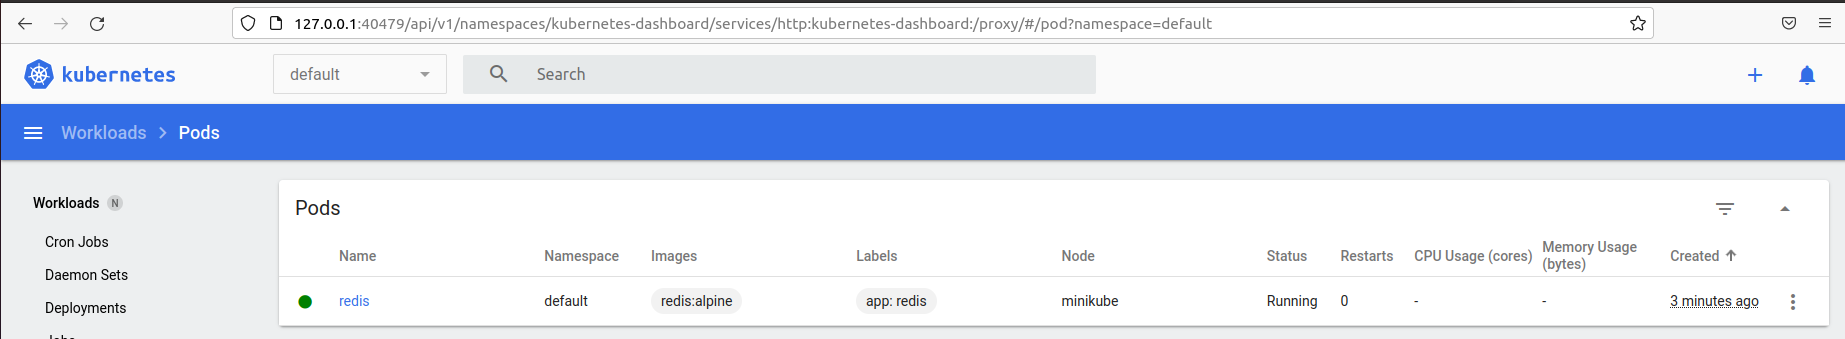 127.0.0.1:40479/api/v1/namespaces/kubernetes-dashboard/services/http:kubernetes-dashboard:/proxy/#/pod?namespace=default
kubernetes default Search
Workloads Pods
Workloads N
Cron Jobs
Daemon Sets
Deployments
Jobs
Pods
Name Namespace Images Labels Node Status Restarts CPU Usage (cores) Memory Usage (bytes) Created
redis default redis:alpine app: redis minikube Running 0 - - 3 minutes ago